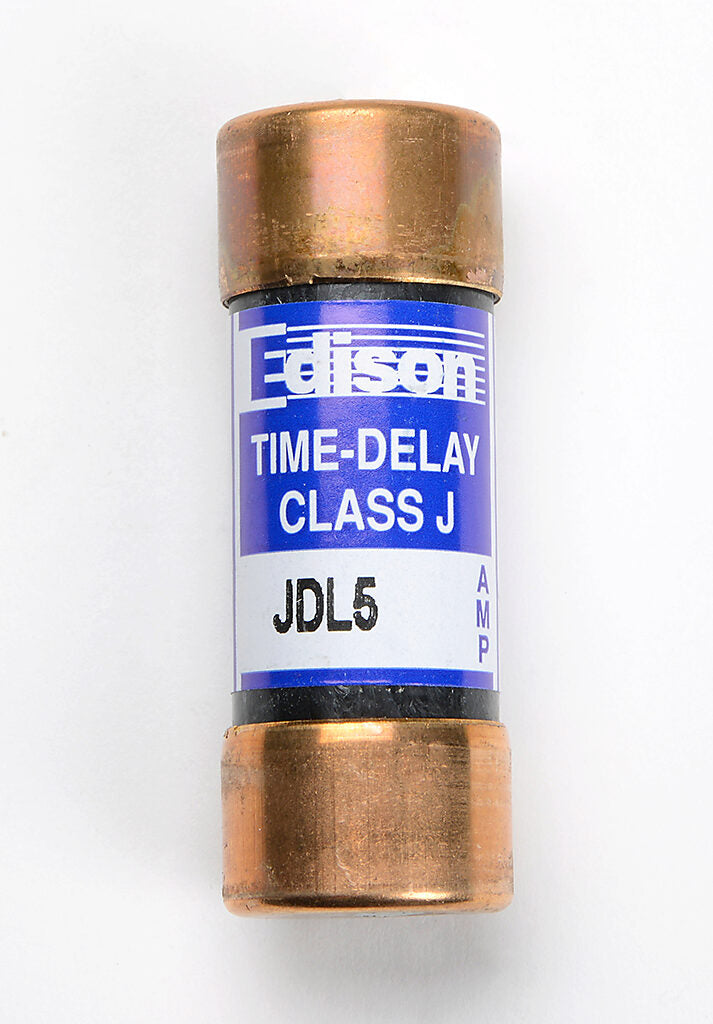 Edison
TIME-DELAY
CLASS J
JDL5
AMP